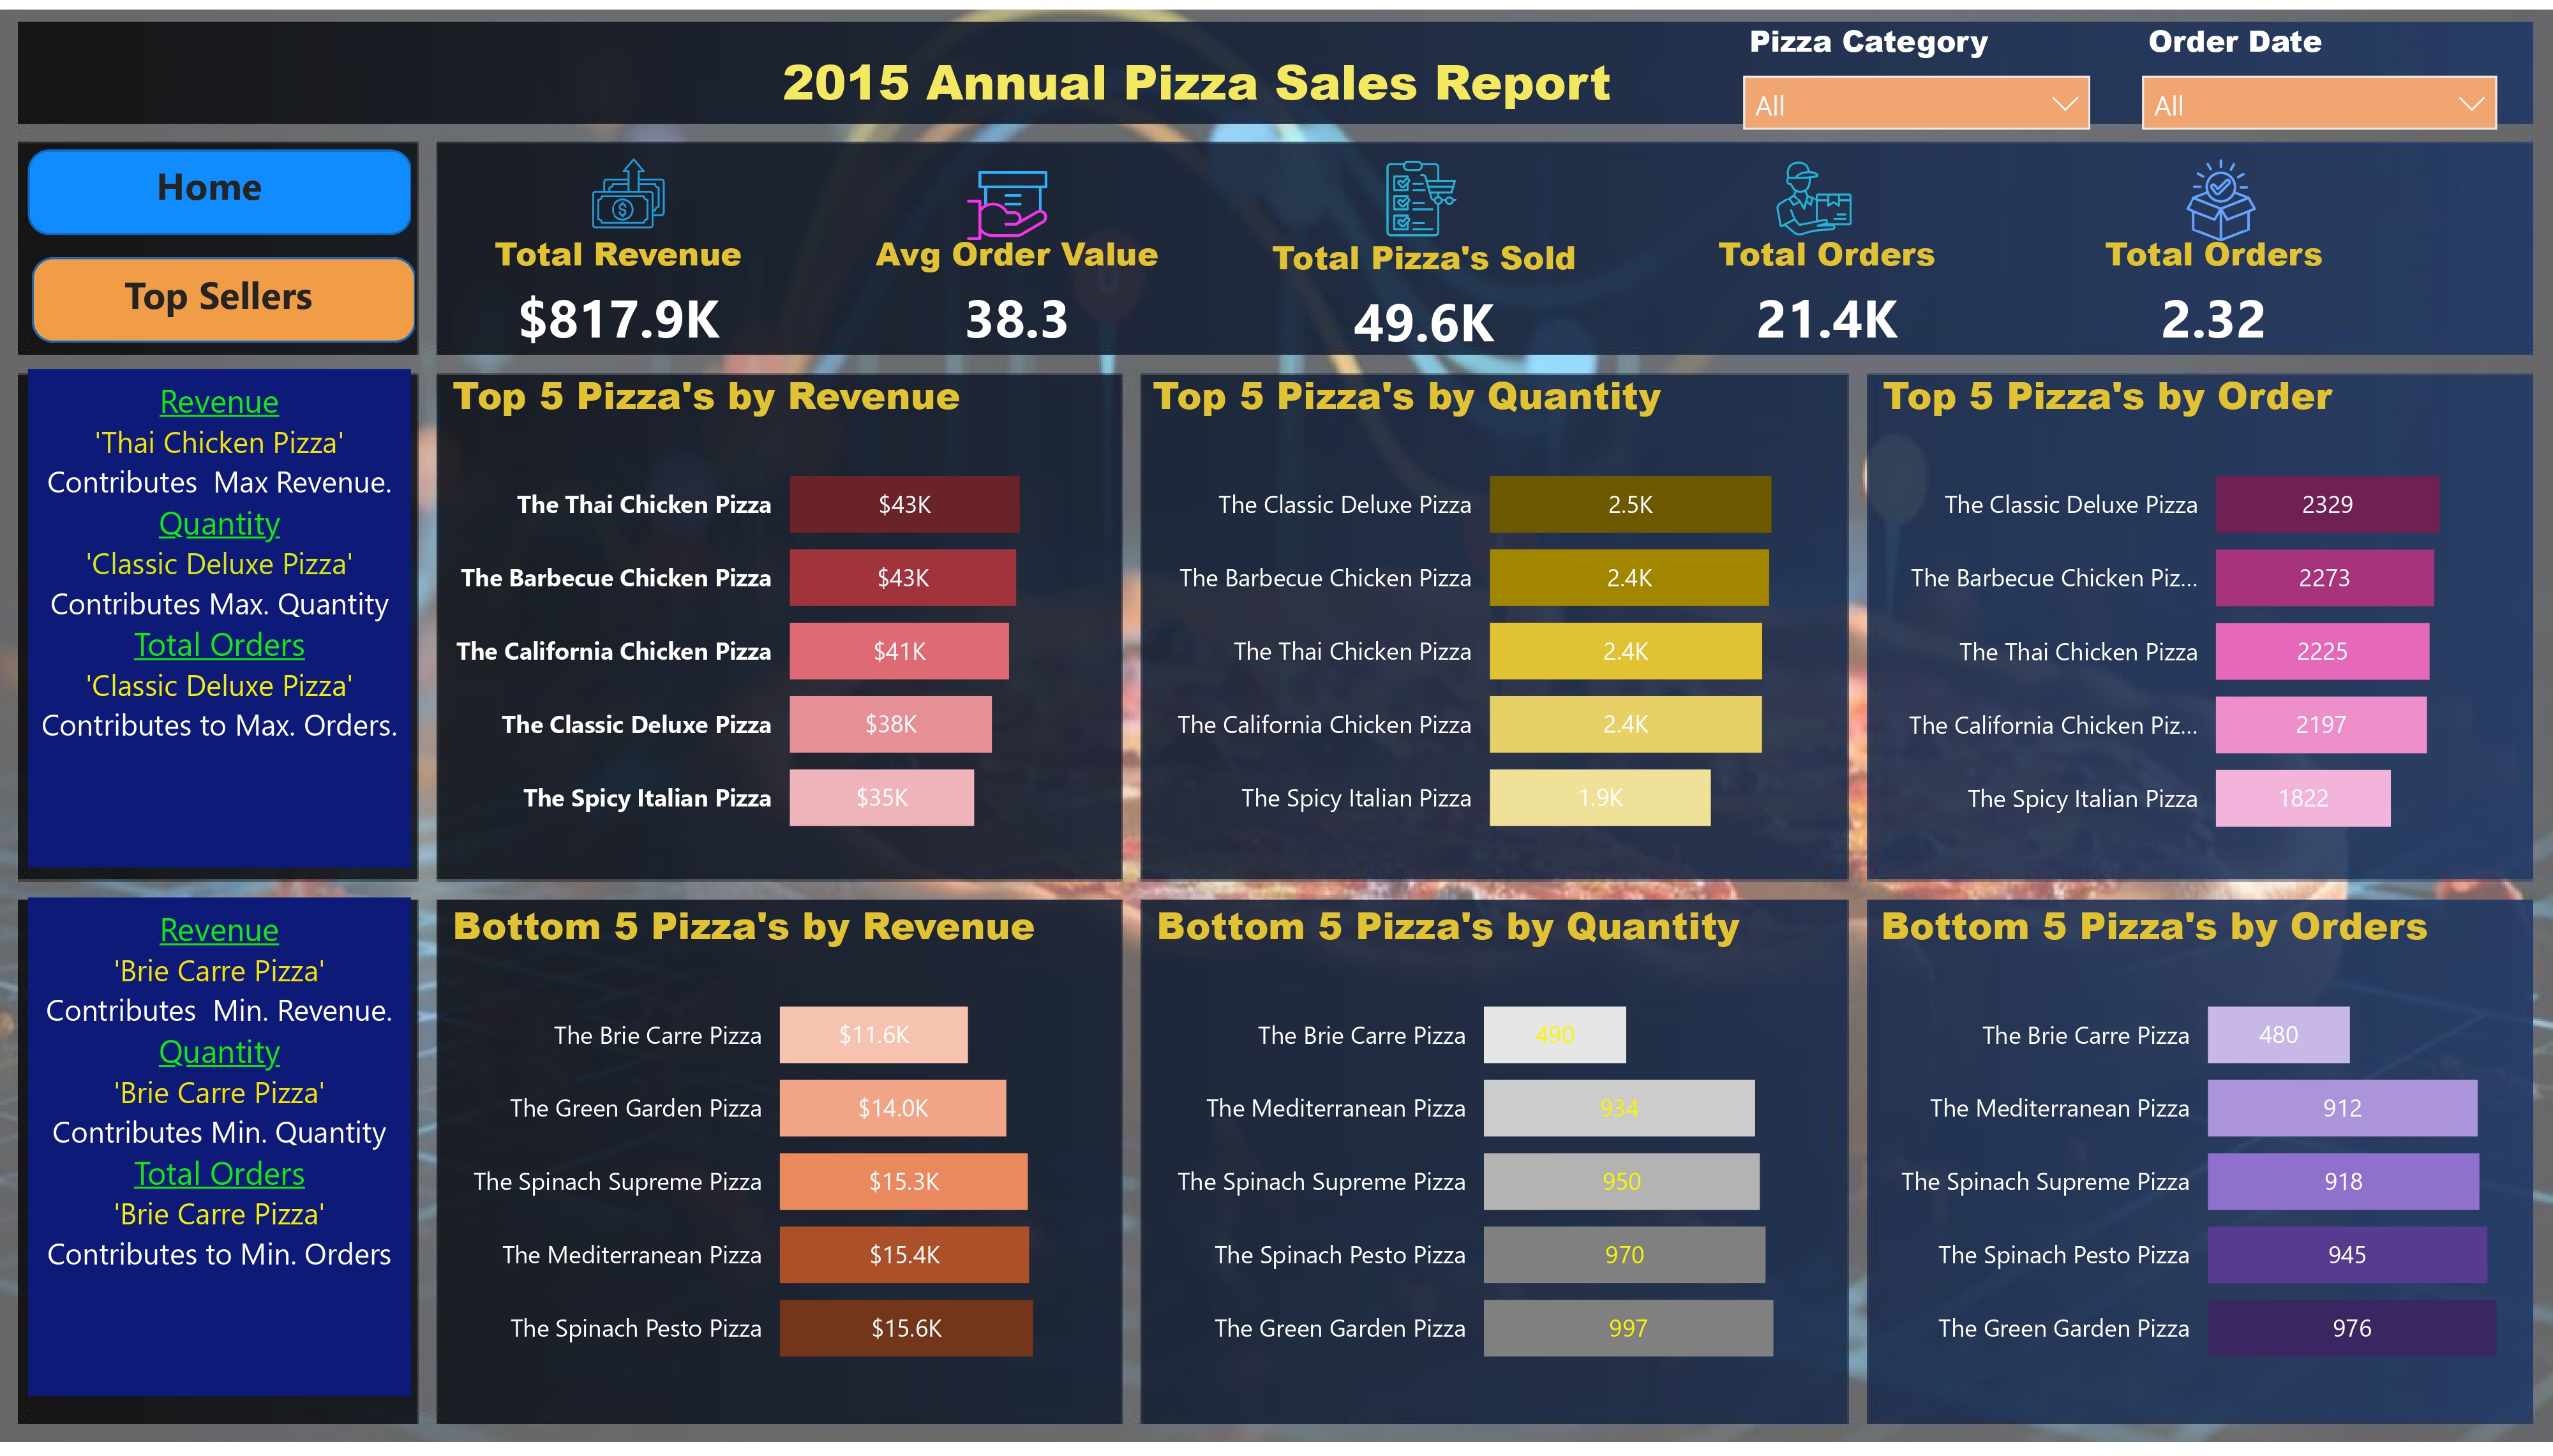 2015 Annual Pizza Sales Report
Pizza Category
All
Order Date
All
Home
Top Sellers
Total Revenue
$817.9K
Avg Order Value
38.3
Total Pizza's Sold
49.6K
Total Orders
21.4K
Total Orders
2.32
Revenue
'Thai Chicken Pizza'
Contributes  Max Revenue.
Quantity
'Classic Deluxe Pizza'
Contributes Max. Quantity
Total Orders
'Classic Deluxe Pizza'
Contributes to Max. Orders.
Top 5 Pizza's by Revenue
The Thai Chicken Pizza $43K
The Barbecue Chicken Pizza $43K
The California Chicken Pizza $41K
The Classic Deluxe Pizza $38K
The Spicy Italian Pizza $35K
Top 5 Pizza's by Quantity
The Classic Deluxe Pizza 2.5K
The Barbecue Chicken Pizza 2.4K
The Thai Chicken Pizza 2.4K
The California Chicken Pizza 2.4K
The Spicy Italian Pizza 1.9K
Top 5 Pizza's by Order
The Classic Deluxe Pizza 2329
The Barbecue Chicken Piz... 2273
The Thai Chicken Pizza 2225
The California Chicken Piz... 2197
The Spicy Italian Pizza 1822
Revenue
'Brie Carre Pizza'
Contributes  Min. Revenue.
Quantity
'Brie Carre Pizza'
Contributes Min. Quantity
Total Orders
'Brie Carre Pizza'
Contributes to Min. Orders
Bottom 5 Pizza's by Revenue
The Brie Carre Pizza $11.6K
The Green Garden Pizza $14.0K
The Spinach Supreme Pizza $15.3K
The Mediterranean Pizza $15.4K
The Spinach Pesto Pizza $15.6K
Bottom 5 Pizza's by Quantity
The Brie Carre Pizza 490
The Mediterranean Pizza 934
The Spinach Supreme Pizza 950
The Spinach Pesto Pizza 970
The Green Garden Pizza 997
Bottom 5 Pizza's by Orders
The Brie Carre Pizza 480
The Mediterranean Pizza 912
The Spinach Supreme Pizza 918
The Spinach Pesto Pizza 945
The Green Garden Pizza 976